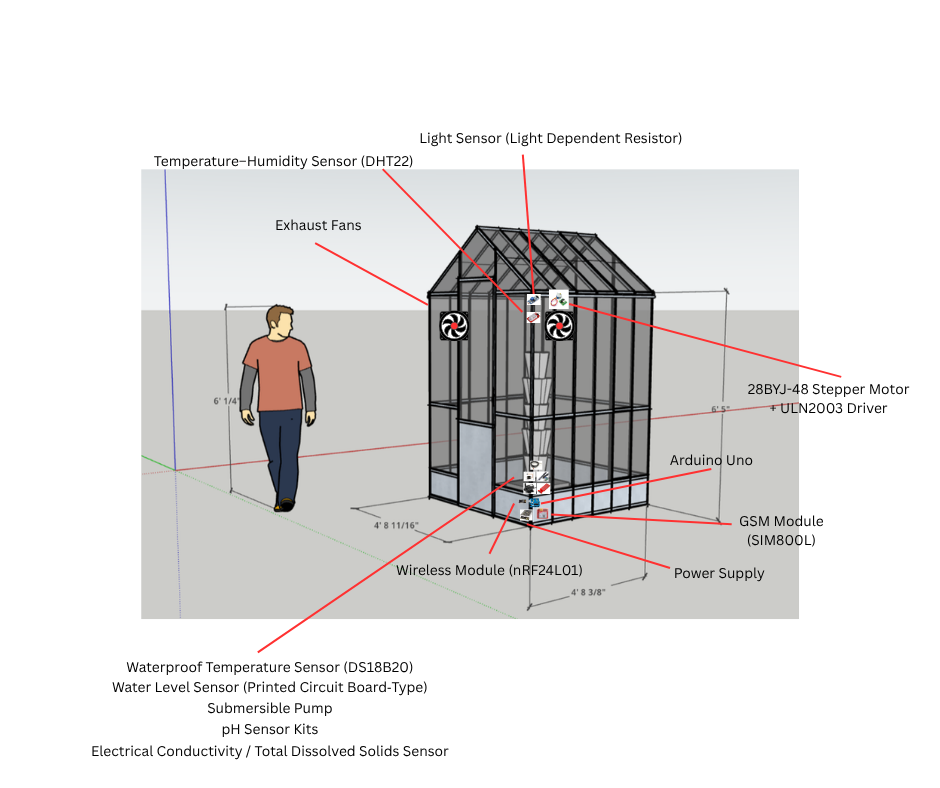 Light Sensor (Light Dependent Resistor)
Temperature–Humidity Sensor (DHT22)
Exhaust Fans
6' 1/4"
28BYJ-48 Stepper Motor
+ ULN2003 Driver
6' 5"
Arduino Uno
4' 8 11/16"
GSM Module
(SIM800L)
Wireless Module (nRF24L01)
Power Supply
4' 8 3/8"
Waterproof Temperature Sensor (DS18B20)
Water Level Sensor (Printed Circuit Board-Type)
Submersible Pump
pH Sensor Kits
Electrical Conductivity / Total Dissolved Solids Sensor